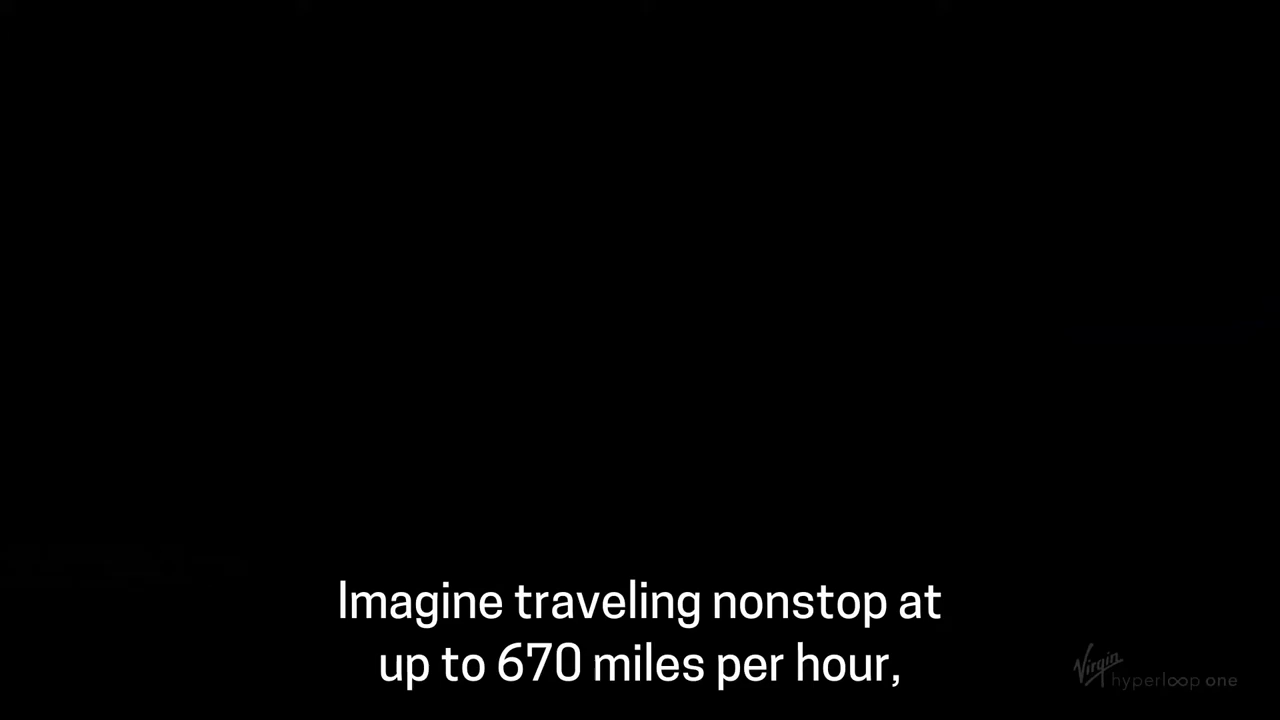 Imagine traveling nonstop at
up to 670 miles per hour,
Virgin
hyperloop one